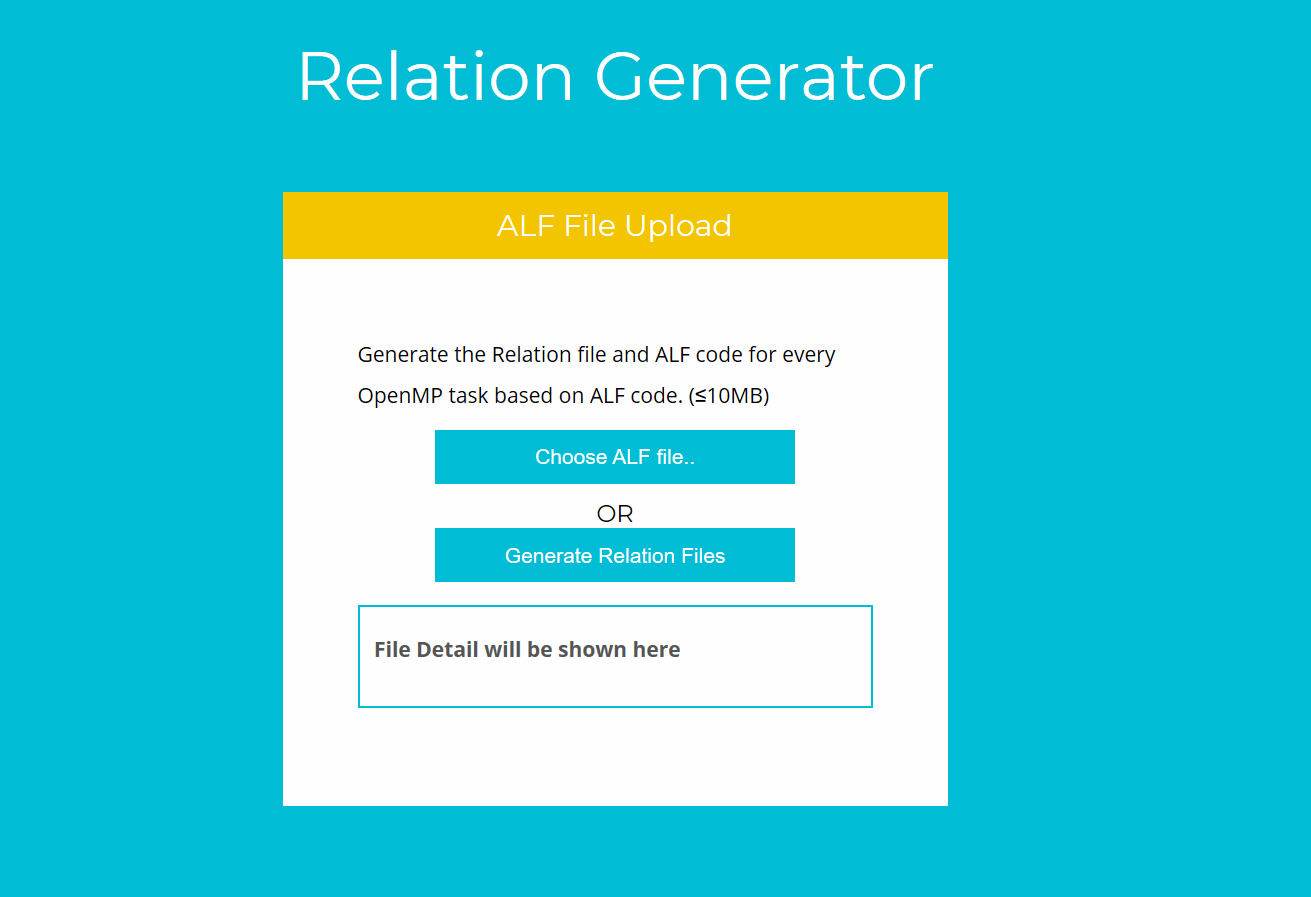 Relation Generator
ALF File Upload
Generate the Relation file and ALF code for every
OpenMP task based on ALF code. (≤10MB)
Choose ALF file..
OR
Generate Relation Files
File Detail will be shown here